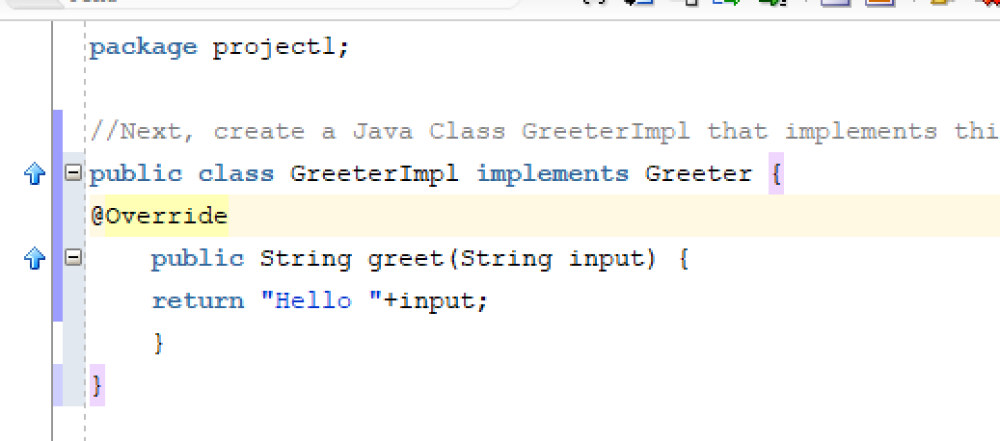 package project1;
//Next, create a Java Class GreeterImpl that implements thi
public class GreeterImpl implements Greeter {
@Override
public String greet(String input) {
return "Hello "+input;
}
}